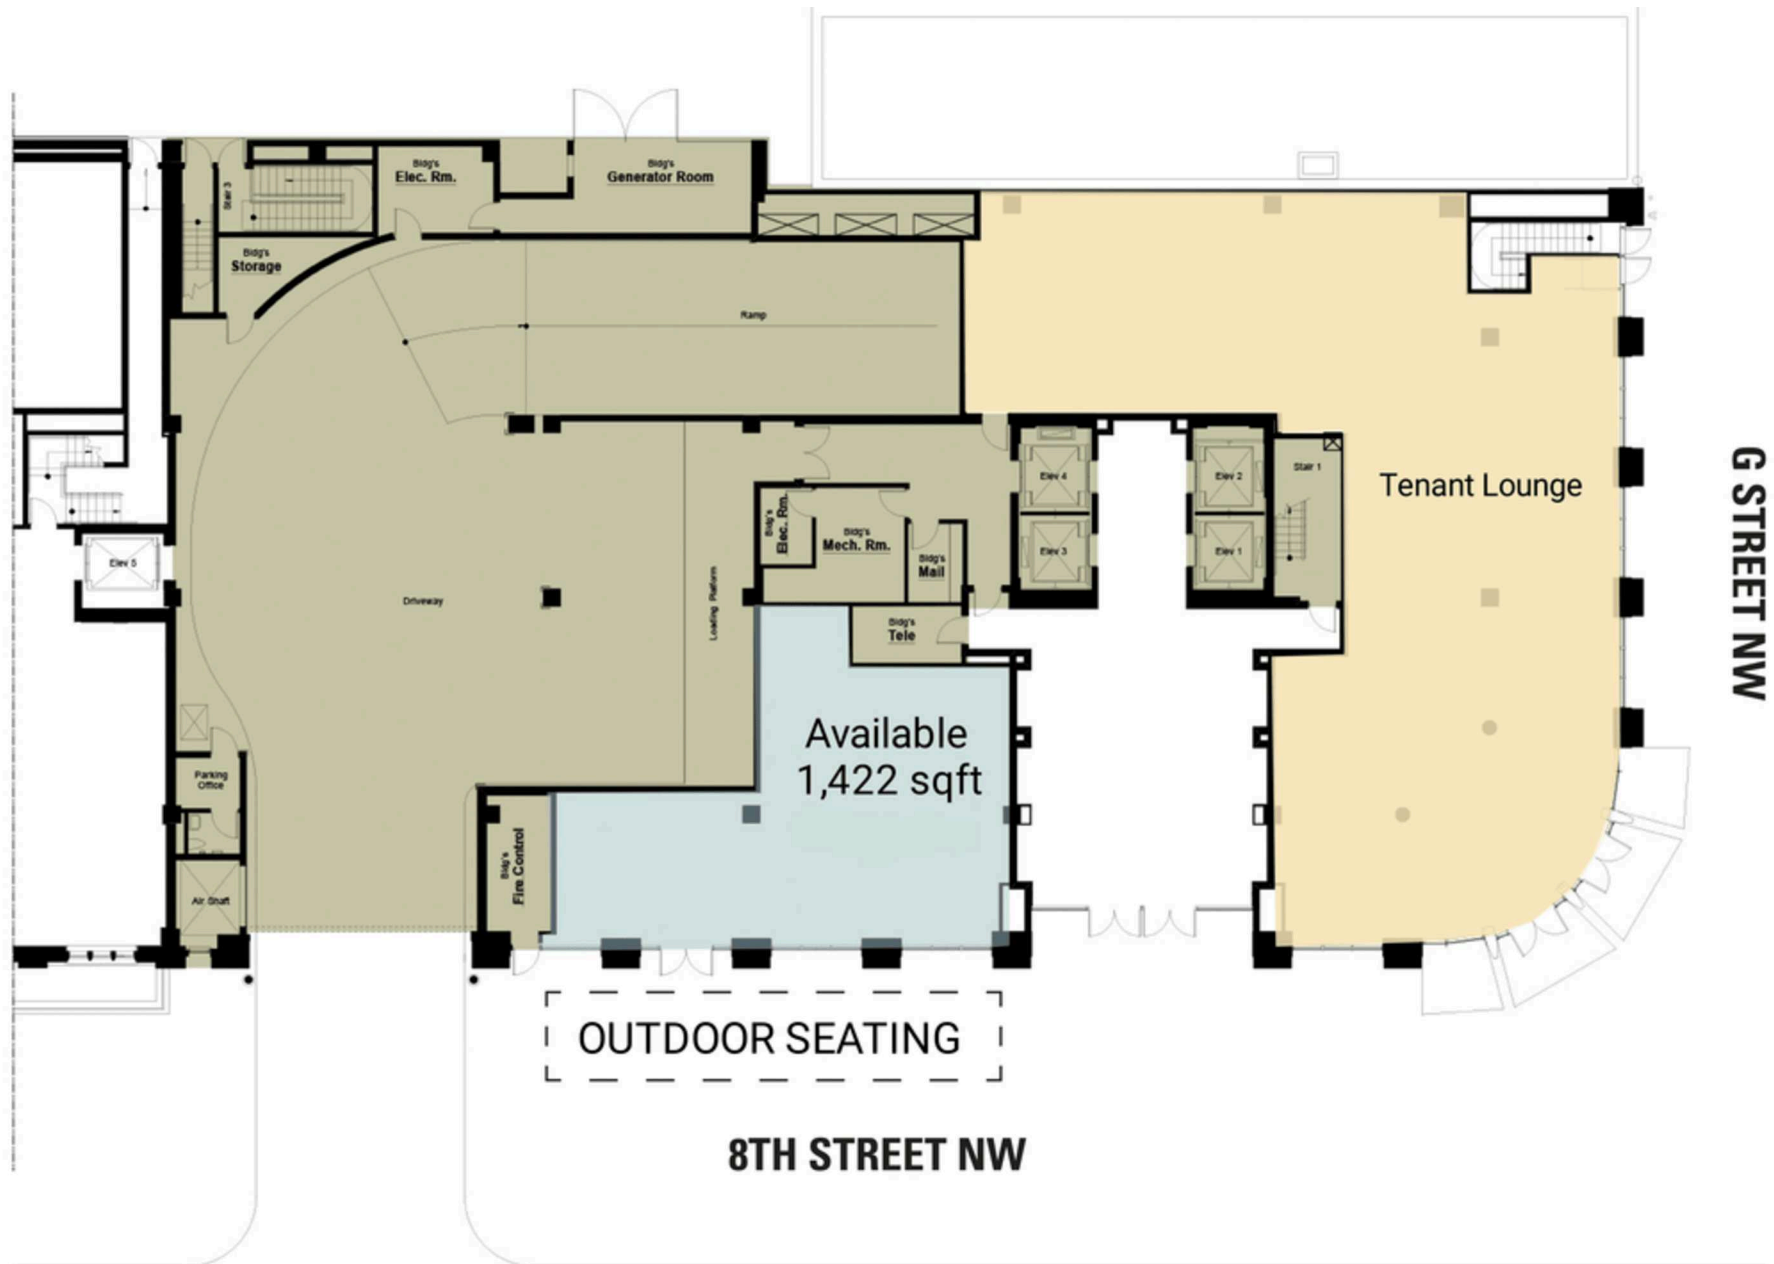 Bldg's
Elec. Rm.
Bldg's
Generator Room
Stair 3
Bldg's
Storage
Ramp
Elev 4
Elev 2
Stair 1
Tenant Lounge
G STREET NW
Bldg's
Elec. Rm.
Bldg's
Mech. Rm.
Bldg's
Mail
Elev 3
Elev 1
Elev 5
Driveway
Loading Platform
Bldg's
Tele
Available
1,422 sqft
Parking
Office
Bldg's
Fire Control
Air Shaft
OUTDOOR SEATING
8TH STREET NW